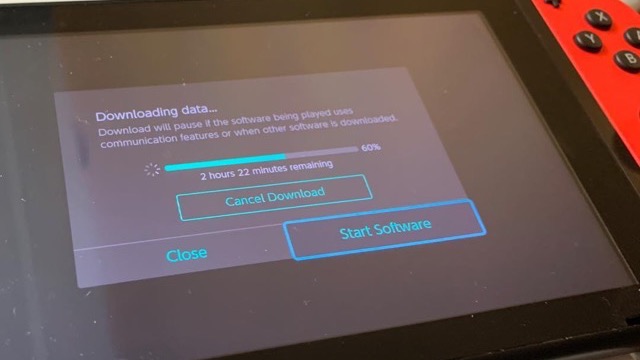 Downloading data...
Download will pause if the software being played uses
communication features or when other software is downloaded.
60%
2 hours 22 minutes remaining
Cancel Download
Close
Start Software
X
Y
A
B